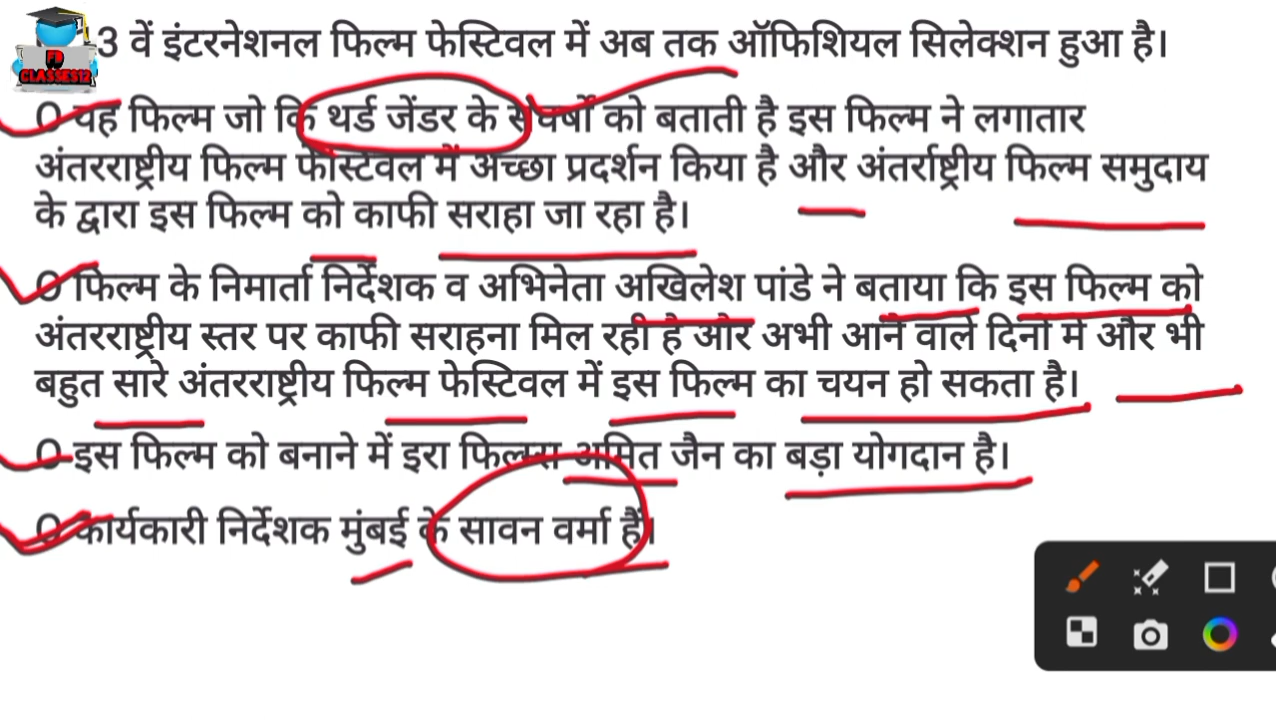 3 वें इंटरनेशनल फिल्म फेस्टिवल में अब तक ऑफिशियल सिलेक्शन हुआ है।
FD
CLASSES12
O यह फिल्म जो कि थर्ड जेंडर के संघर्षो को बताती है इस फिल्म ने लगातार
अंतरराष्ट्रीय फिल्म फेस्टिवल में अच्छा प्रदर्शन किया है और अंतर्राष्ट्रीय फिल्म समुदाय
के द्वारा इस फिल्म को काफी सराहा जा रहा है।
O फिल्म के निमार्ता निर्देशक व अभिनेता अखिलेश पांडे ने बताया कि इस फिल्म को
अंतरराष्ट्रीय स्तर पर काफी सराहना मिल रही है और अभी आने वाले दिनों में और भी
बहुत सारे अंतरराष्ट्रीय फिल्म फेस्टिवल में इस फिल्म का चयन हो सकता है।
O इस फिल्म को बनाने में इरा फिल्म्स अमित जैन का बड़ा योगदान है।
O कार्यकारी निर्देशक मुंबई के सावन वर्मा हैं।